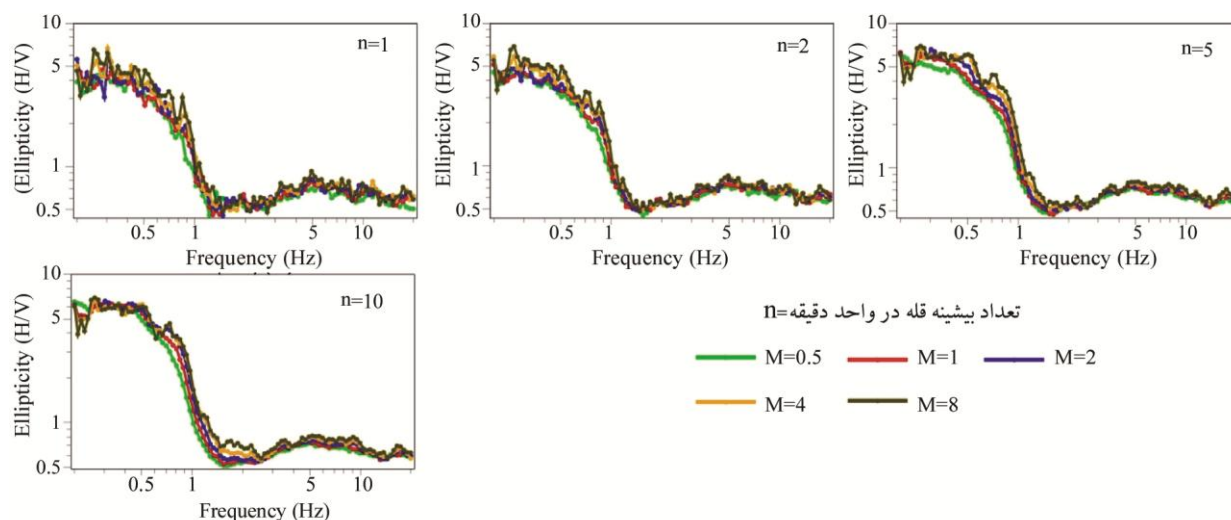 10
5
1
0.5
(Ellipticity (H/V)
n=1
0.5 1 5 10
Frequency (Hz)
10
5
1
0.5
Ellipticity (H/V)
n=2
0.5 1 5 10
Frequency (Hz)
10
5
1
0.5
Ellipticity (H/V)
n=5
0.5 1 5 10
Frequency (Hz)
10
5
1
0.5
Ellipticity (H/V)
n=10
0.5 1 5 10
Frequency (Hz)
تعداد بیشینه قله در واحد دقیقه=n
M=0.5 M=1 M=2
M=4 M=8